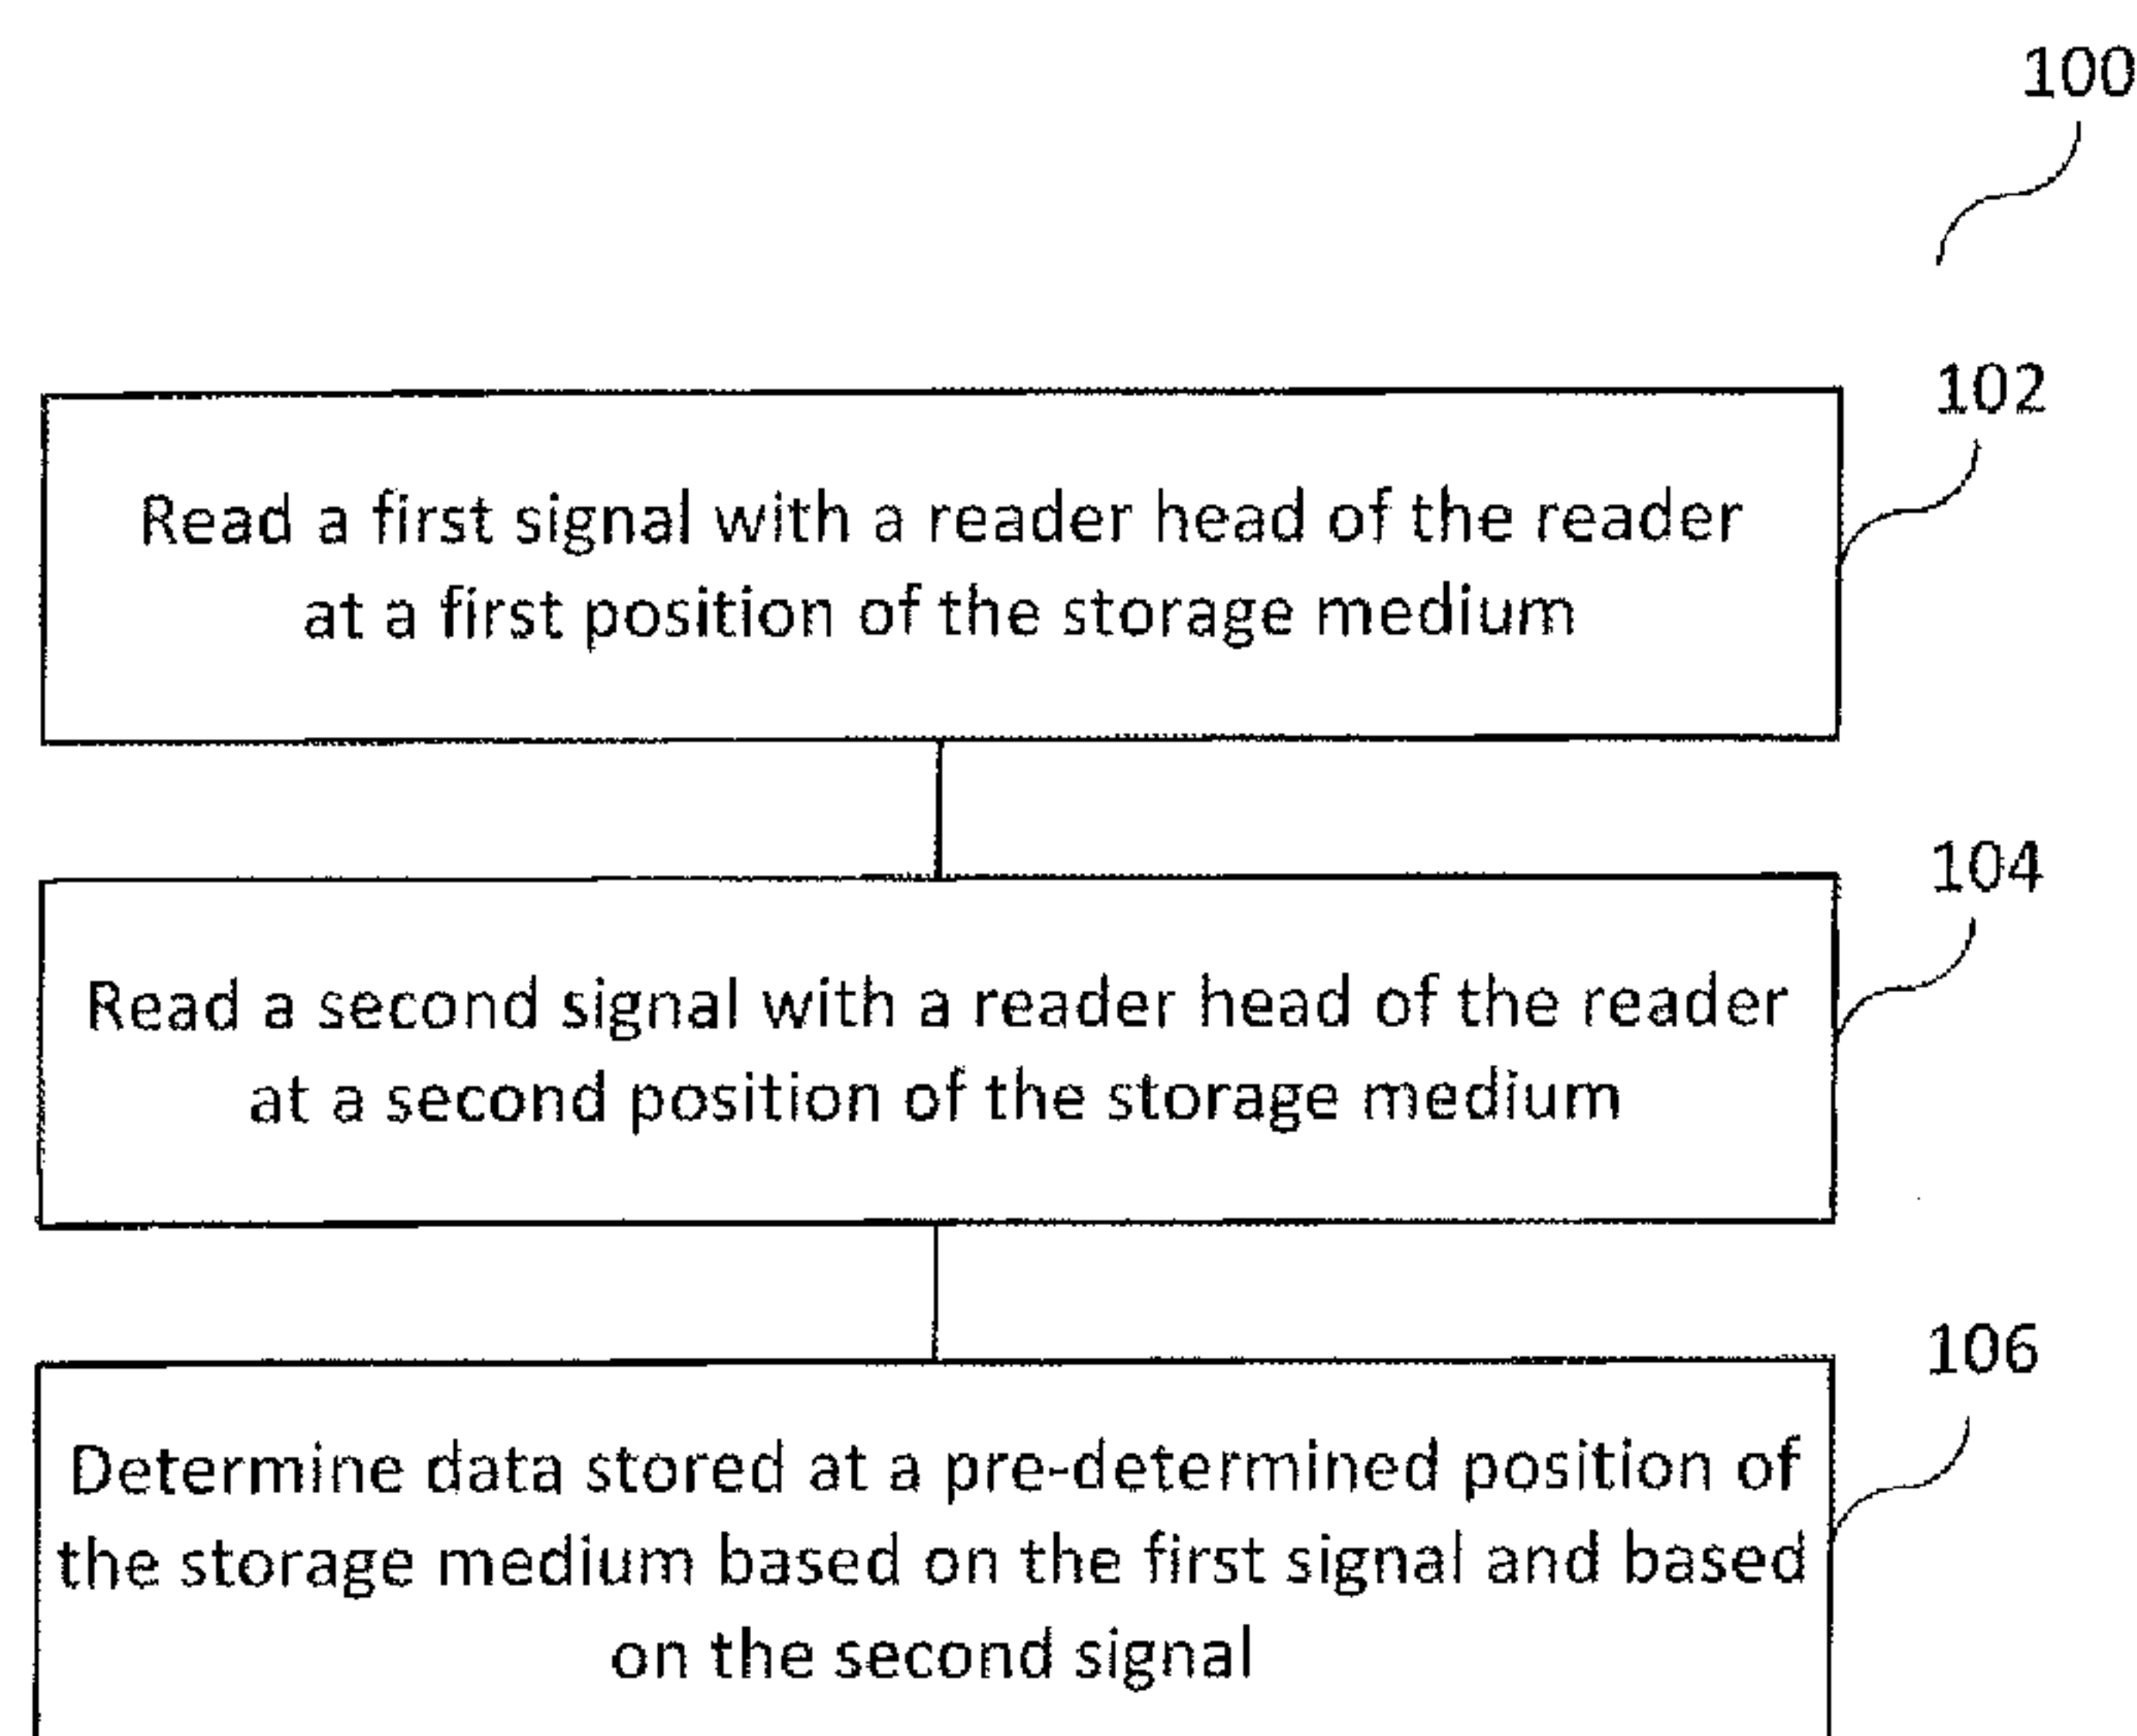 100
102
Read a first signal with a reader head of the reader
at a first position of the storage medium
104
Read a second signal with a reader head of the reader
at a second position of the storage medium
106
Determine data stored at a pre-determined position of
the storage medium based on the first signal and based
on the second signal